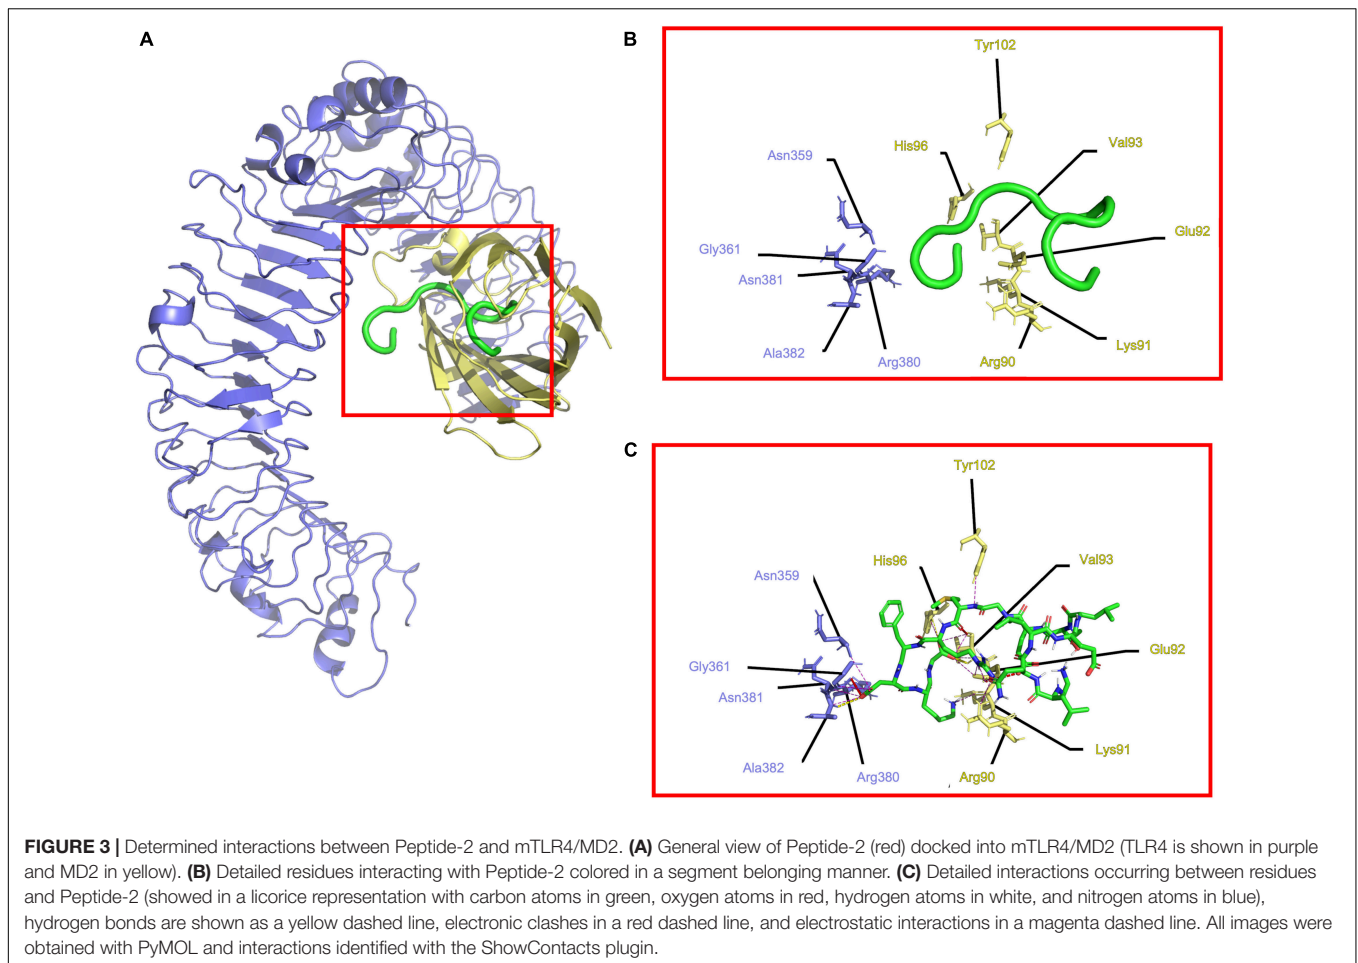 A
B
Tyr102
Asn359
His96
Val93
Gly361
Glu92
Asn381
Lys91
Ala382
Arg380
Arg90
C
Tyr102
Asn359
His96
Val93
Gly361
Glu92
Asn381
Lys91
Ala382
Arg380
Arg90
FIGURE 3 | Determined interactions between Peptide-2 and mTLR4/MD2. (A) General view of Peptide-2 (red) docked into mTLR4/MD2 (TLR4 is shown in purple
and MD2 in yellow). (B) Detailed residues interacting with Peptide-2 colored in a segment belonging manner. (C) Detailed interactions occurring between residues
and Peptide-2 (showed in a licorice representation with carbon atoms in green, oxygen atoms in red, hydrogen atoms in white, and nitrogen atoms in blue),
hydrogen bonds are shown as a yellow dashed line, electronic clashes in a red dashed line, and electrostatic interactions in a magenta dashed line. All images were
obtained with PyMOL and interactions identified with the ShowContacts plugin.